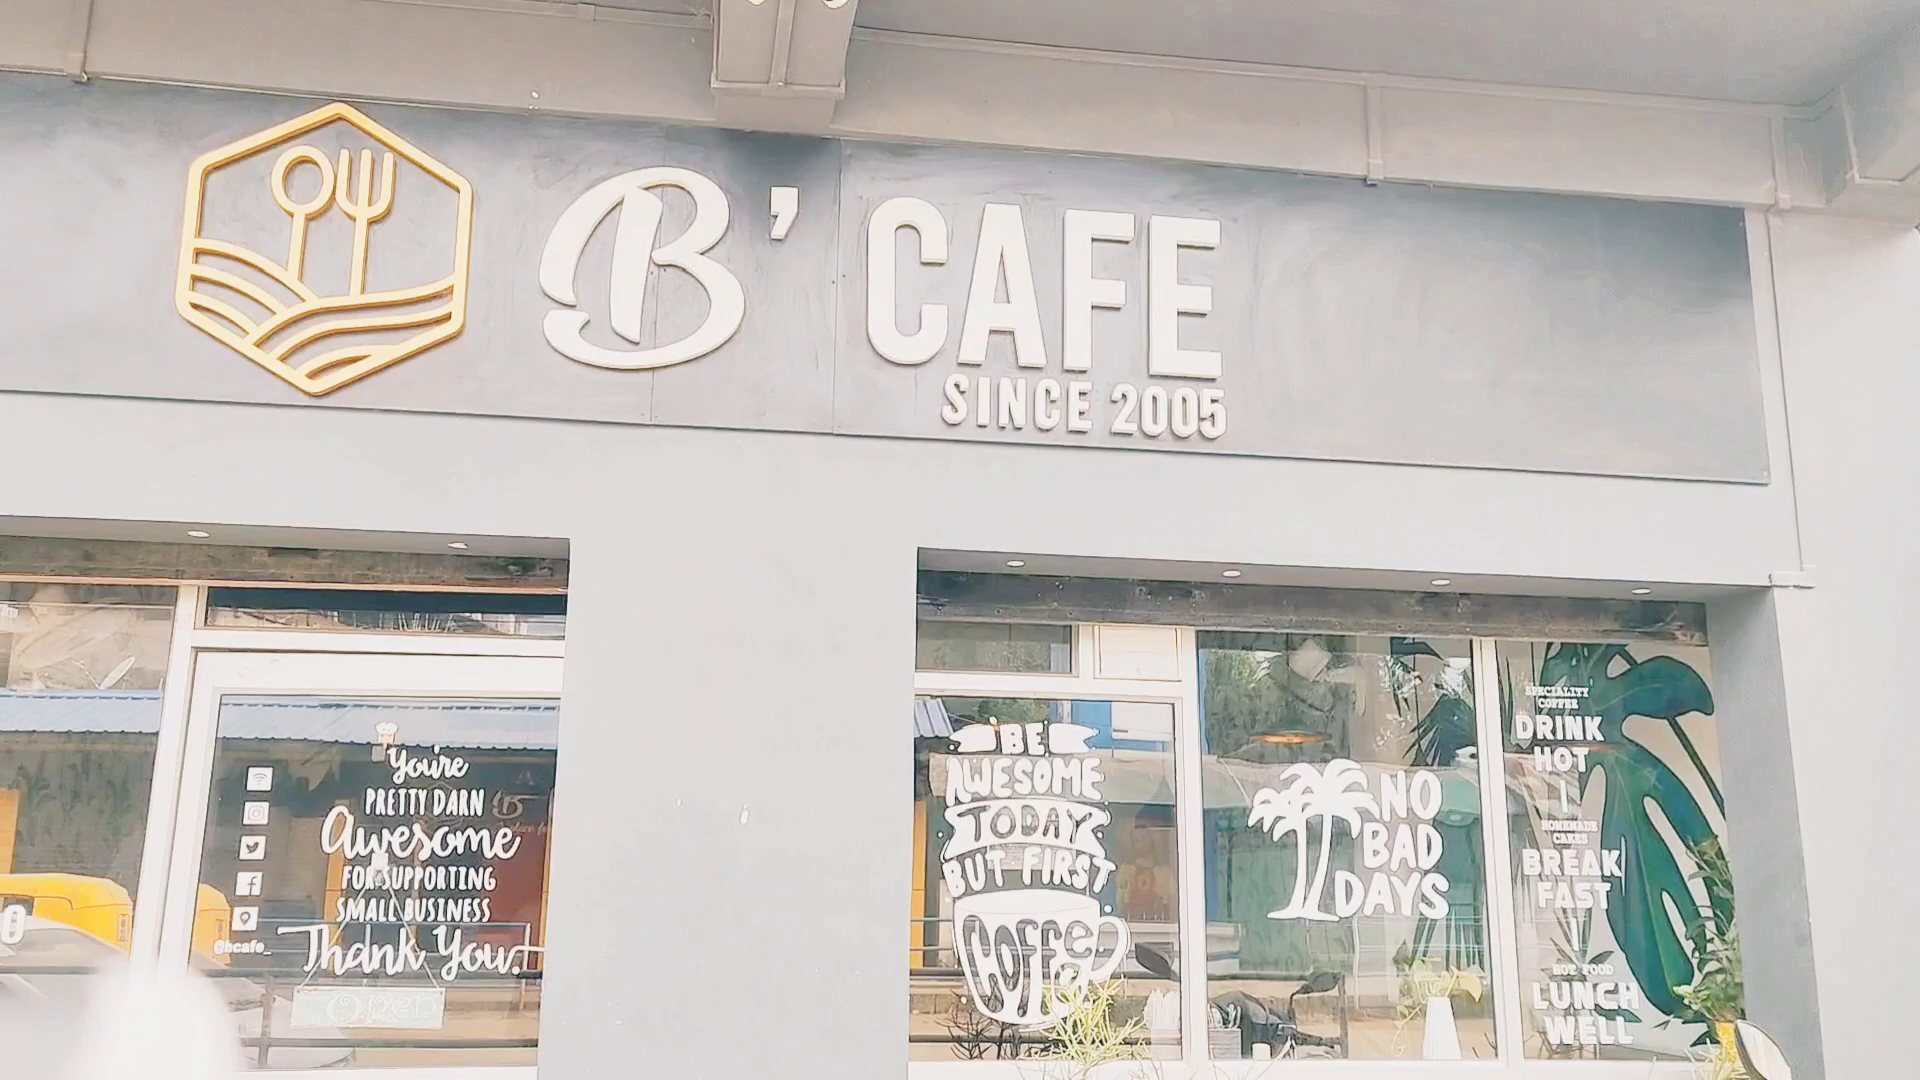 B' CAFE
SINCE 2005
You're
PRETTY DARN
Awesome
FOR SUPPORTING
SMALL BUSINESS
Thank You.
@bcafe_
Open
BE
AWESOME
TODAY
BUT FIRST
COFFEE
NO
BAD
DAYS
SPECIALITY
COFFEE
DRINK
HOT
HOMEMADE
CAKES
BREAK
FAST
HOT FOOD
LUNCH
WELL